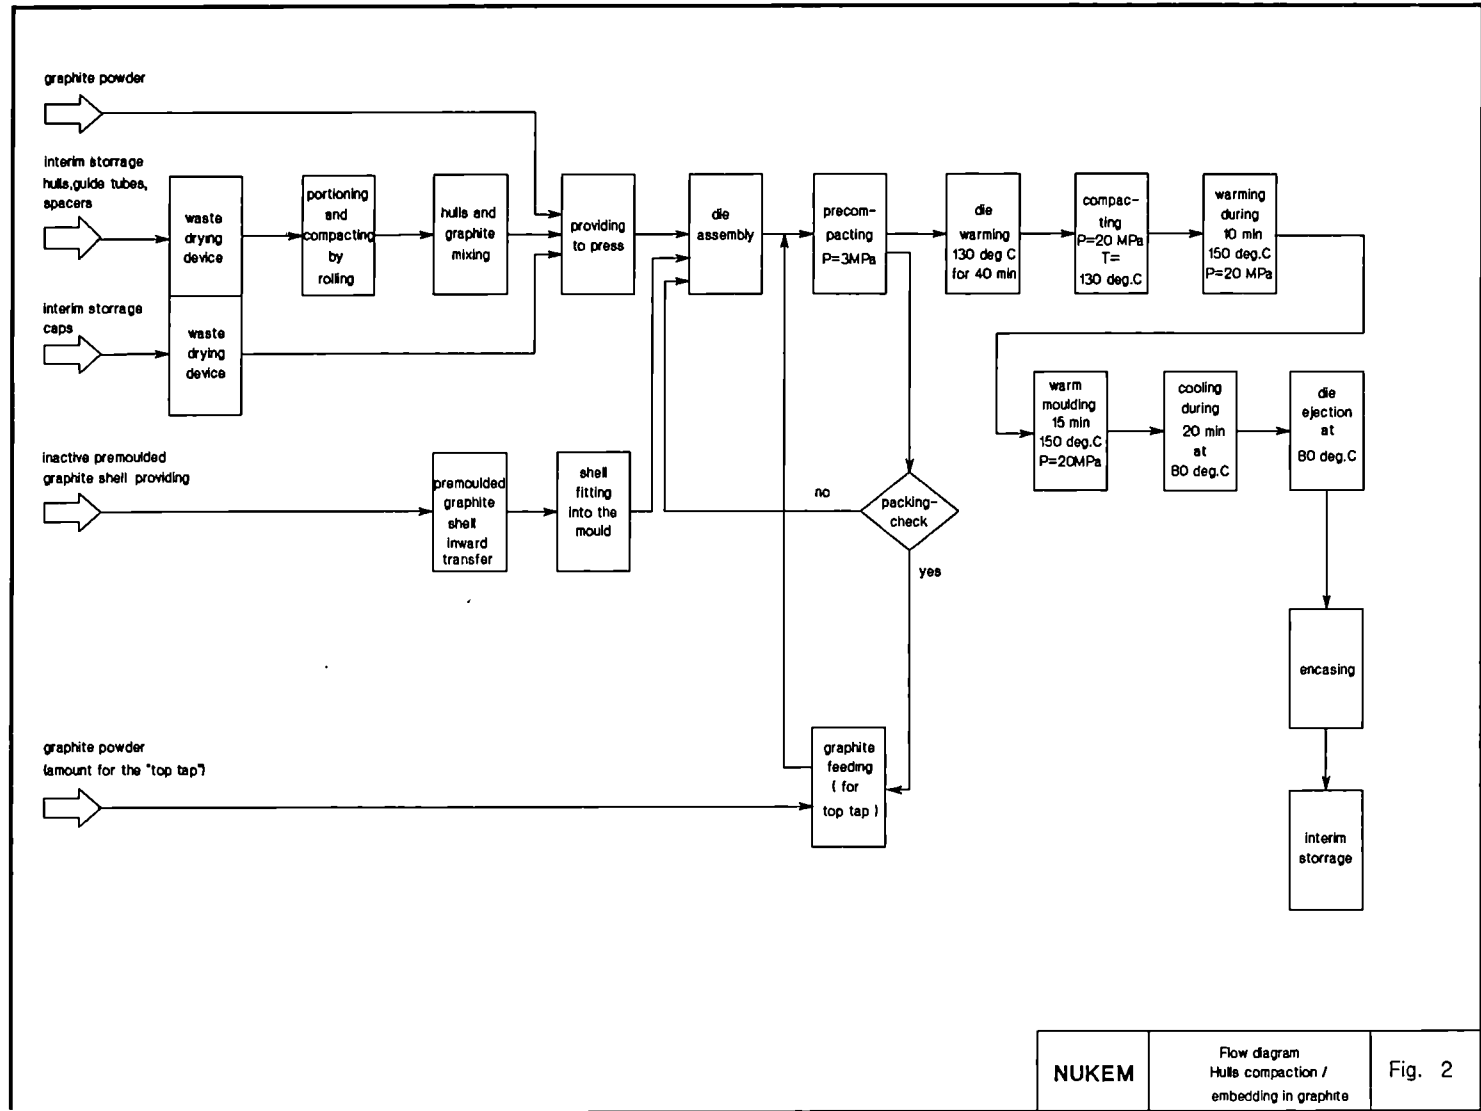 graphite powder
interim storrage
hulls,guide tubes,
spacers
waste
drying
device
portioning
and
compacting
by
rolling
hulls and
graphite
mixing
providing
to press
die
assembly
precom-
pacting
P=3MPa
die
warming
130 deg C
for 40 min
compac-
ting
P=20 MPa
T=
130 deg.C
warming
during
10 min
150 deg.C
P=20 MPa
interim storrage
caps
waste
drying
device
warm
moulding
15 min
150 deg.C
P=20MPa
cooling
during
20 min
at
80 deg.C
die
ejection
at
80 deg.C
inactive premoulded
graphite shell providing
premoulded
graphite
shell
inward
transfer
shell
fitting
into the
mould
no
packing-
check
yes
encasing
graphite powder
(amount for the "top tap")
graphite
feeding
( for
top tap )
interim
storrage
NUKEM
Flow diagram
Hulls compaction /
embedding in graphite
Fig. 2